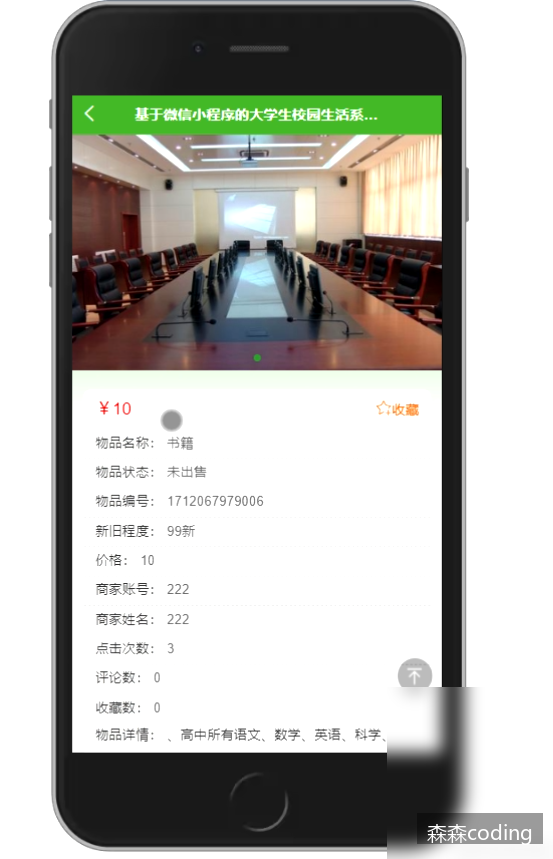 基于微信小程序的大学生校园生活系...
￥10
收藏
物品名称： 书籍
物品状态： 未出售
物品编号： 1712067979006
新旧程度： 99新
价格： 10
商家账号： 222
商家姓名： 222
点击次数： 3
评论数： 0
收藏数： 0
物品详情： 、高中所有语文、数学、英语、科学、
森森coding